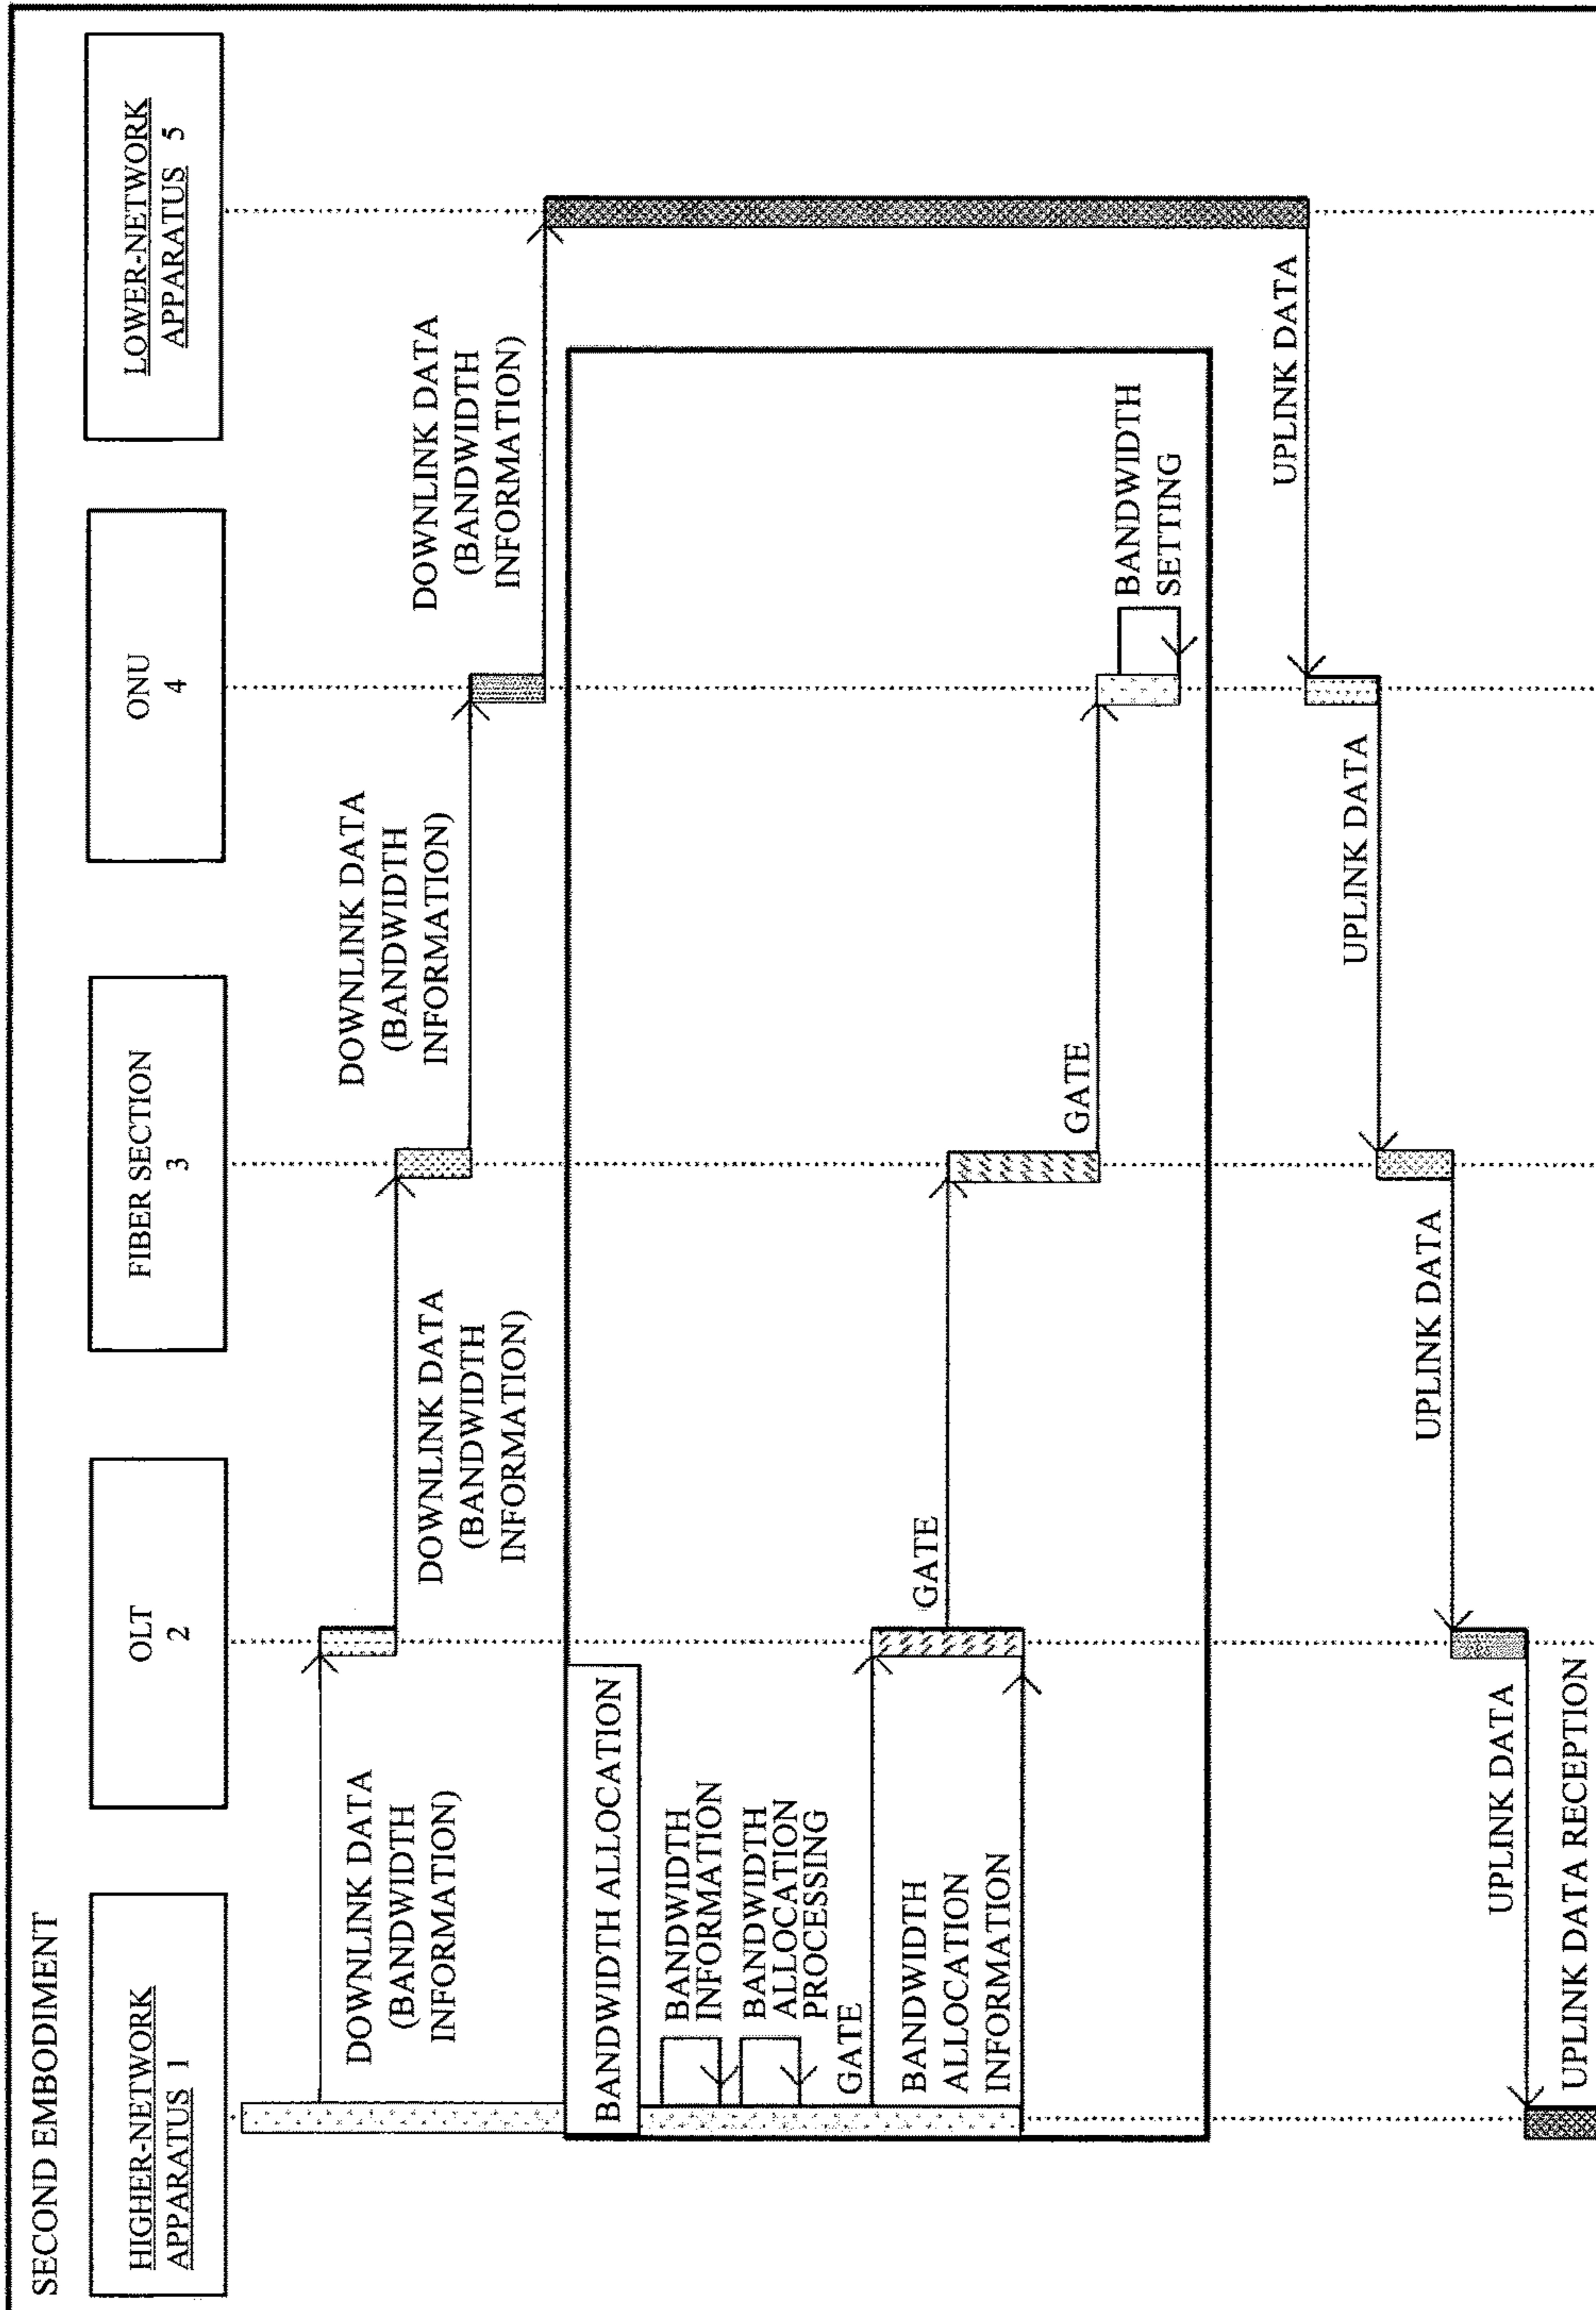 SECOND EMBODIMENT
HIGHER-NETWORK
APPARATUS 1
OLT
2
FIBER SECTION
3
ONU
4
LOWER-NETWORK
APPARATUS 5
DOWNLINK DATA
(BANDWIDTH
INFORMATION)
DOWNLINK DATA
(BANDWIDTH
INFORMATION)
DOWNLINK DATA
(BANDWIDTH
INFORMATION)
DOWNLINK DATA
(BANDWIDTH
INFORMATION)
BANDWIDTH ALLOCATION
BANDWIDTH
INFORMATION
BANDWIDTH
ALLOCATION
PROCESSING
GATE
BANDWIDTH
ALLOCATION
INFORMATION
GATE
GATE
BANDWIDTH
SETTING
UPLINK DATA
UPLINK DATA
UPLINK DATA
UPLINK DATA
UPLINK DATA RECEPTION